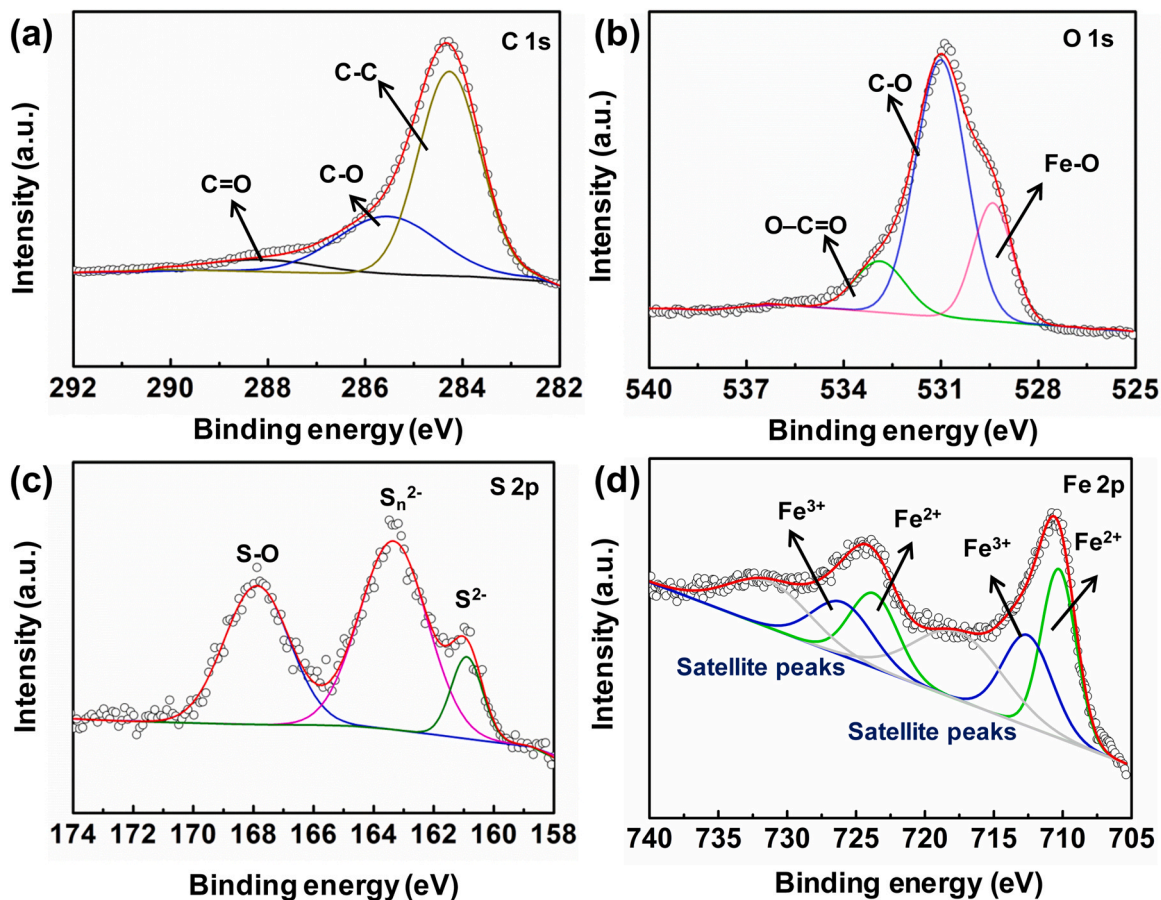 (a)
C 1s
C-C
C-O
C=O
Intensity (a.u.)
292 290 288 286 284 282
Binding energy (eV)
(b)
O 1s
C-O
Fe-O
O–C=O
Intensity (a.u.)
540 537 534 531 528 525
Binding energy (eV)
(c)
S 2p
Sₙ²⁻
S-O
S²⁻
Intensity (a.u.)
174 172 170 168 166 164 162 160 158
Binding energy (eV)
(d)
Fe 2p
Fe³⁺
Fe²⁺
Fe³⁺
Fe²⁺
Satellite peaks
Satellite peaks
Intensity (a.u.)
740 735 730 725 720 715 710 705
Binding energy (eV)